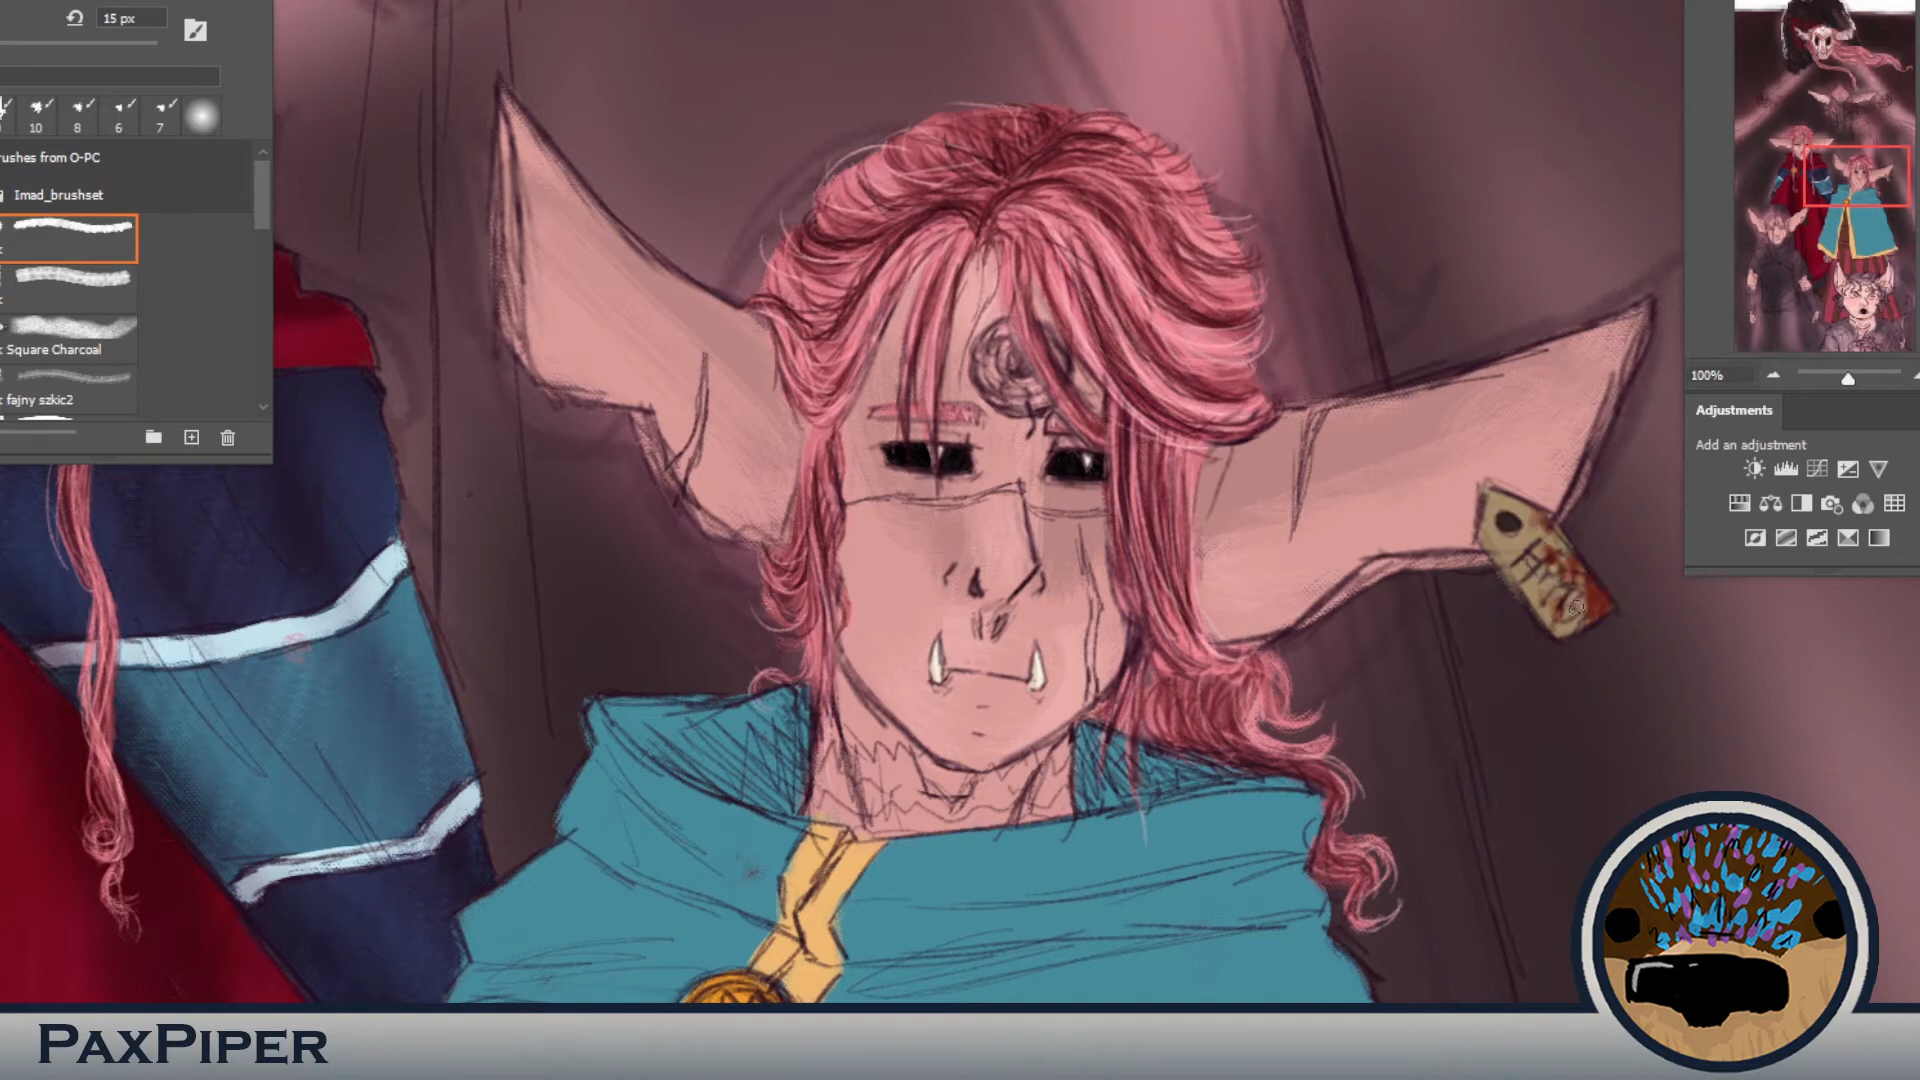 15 px
10 8 6 7
rushes from O-PC
Imad_brushset
Square Charcoal
fajny szkic2
100%
Adjustments
Add an adjustment
PaxPiper